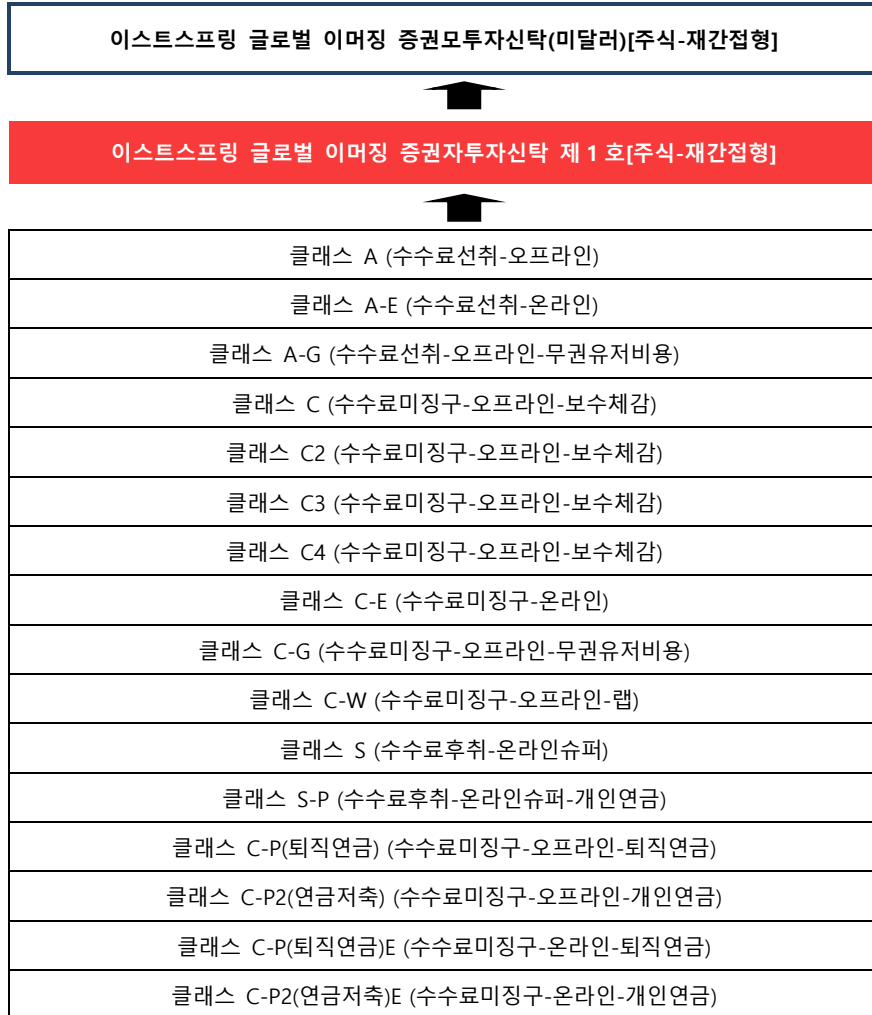 이스트스프링 글로벌 이머징 증권모투자신탁(미달러)[주식-재간접형]
이스트스프링 글로벌 이머징 증권자투자신탁 제 1 호[주식-재간접형]
클래스 A (수수료선취-오프라인)
클래스 A-E (수수료선취-온라인)
클래스 A-G (수수료선취-오프라인-무권유저비용)
클래스 C (수수료미징구-오프라인-보수체감)
클래스 C2 (수수료미징구-오프라인-보수체감)
클래스 C3 (수수료미징구-오프라인-보수체감)
클래스 C4 (수수료미징구-오프라인-보수체감)
클래스 C-E (수수료미징구-온라인)
클래스 C-G (수수료미징구-오프라인-무권유저비용)
클래스 C-W (수수료미징구-오프라인-랩)
클래스 S (수수료후취-온라인슈퍼)
클래스 S-P (수수료후취-온라인슈퍼-개인연금)
클래스 C-P(퇴직연금) (수수료미징구-오프라인-퇴직연금)
클래스 C-P2(연금저축) (수수료미징구-오프라인-개인연금)
클래스 C-P(퇴직연금)E (수수료미징구-온라인-퇴직연금)
클래스 C-P2(연금저축)E (수수료미징구-온라인-개인연금)